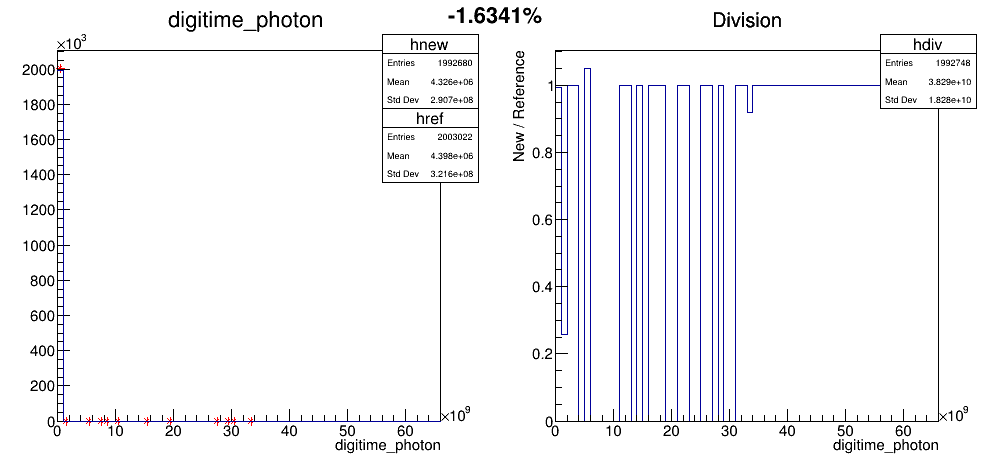 digitime_photon
-1.6341%
Division
×10³
hnew
Entries 1992680
Mean 4.326e+06
Std Dev 2.907e+08
href
Entries 2003022
Mean 4.398e+06
Std Dev 3.216e+08
2000
1800
1600
1400
1200
1000
800
600
400
200
0
0 10 20 30 40 50 60
×10⁹
digitime_photon
hdiv
Entries 1992748
Mean 3.829e+10
Std Dev 1.828e+10
New / Reference
1
0.8
0.6
0.4
0.2
0
0 10 20 30 40 50 60
×10⁹
digitime_photon